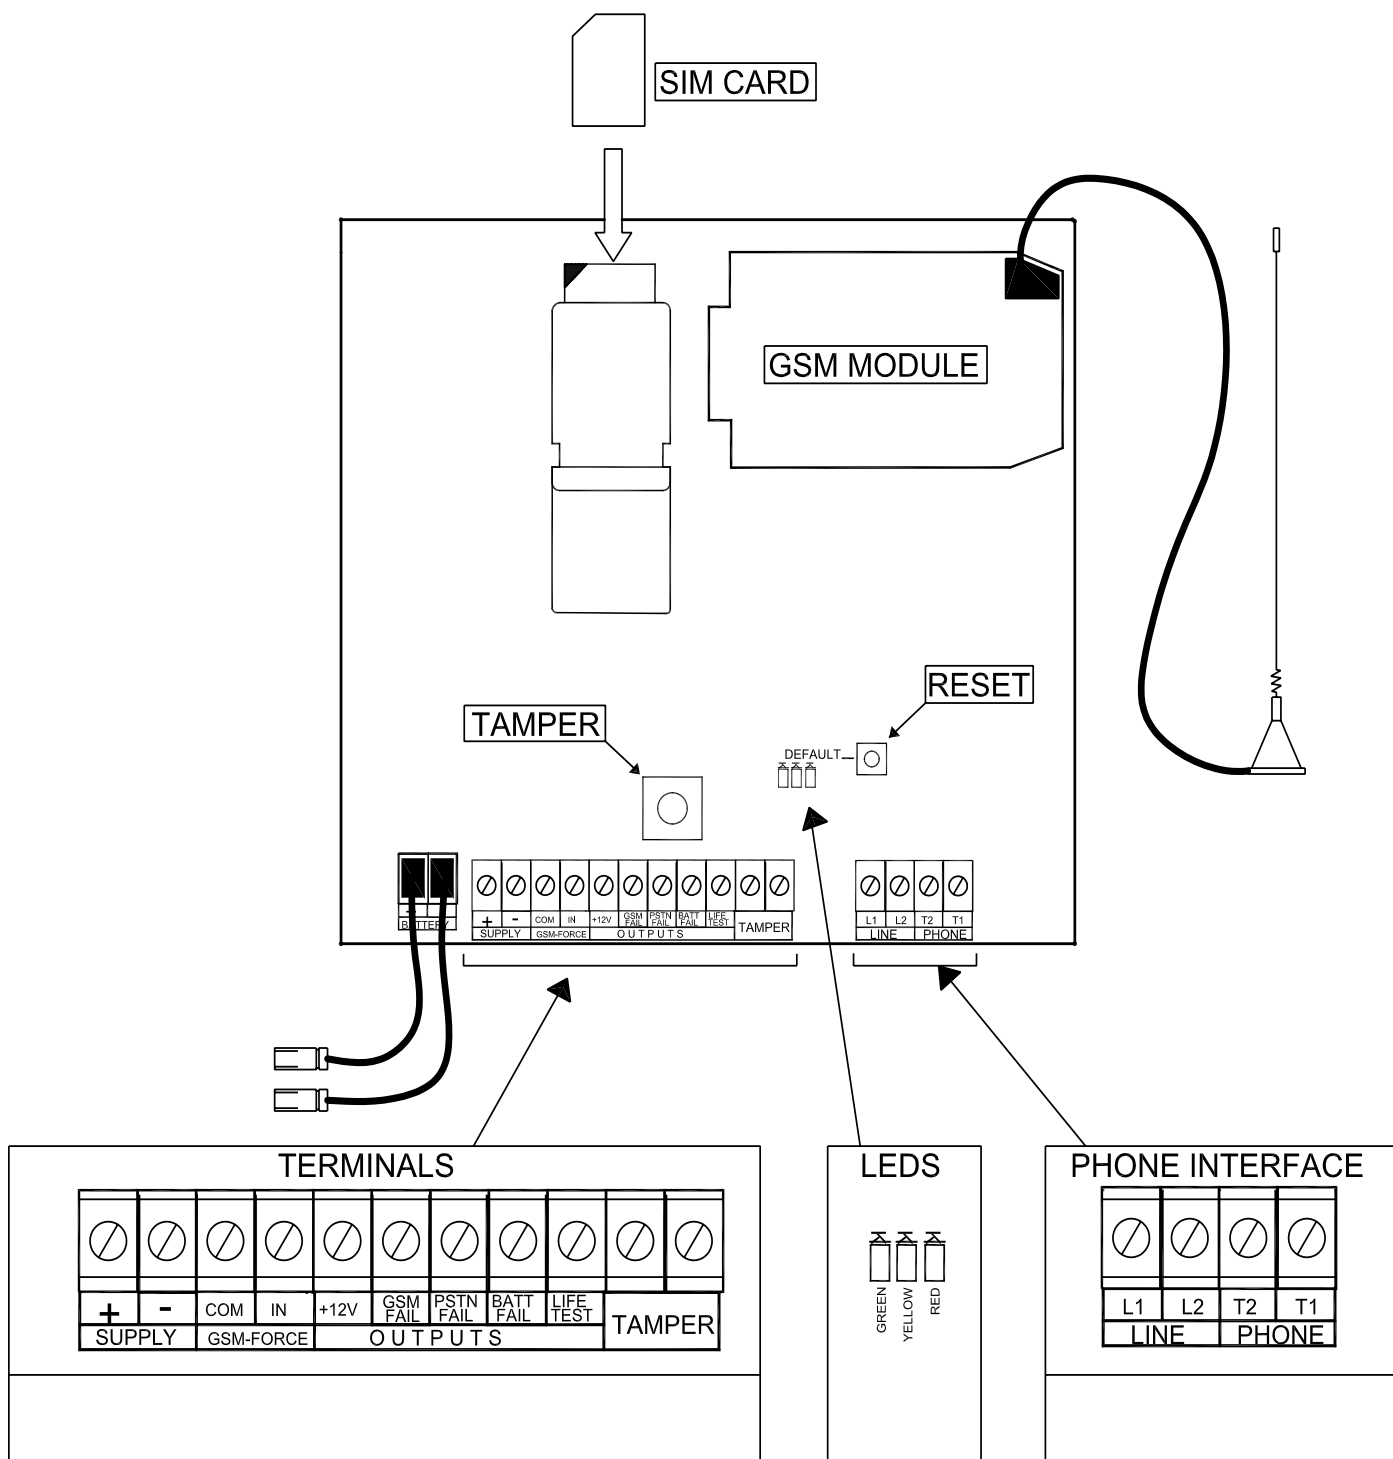 SIM CARD
GSM MODULE
RESET
TAMPER
DEFAULT
+
BATTERY
+ - COM IN +12V GSM FAIL PSTN FAIL BATT FAIL LIFE TEST TAMPER
SUPPLY GSM-FORCE OUTPUTS
L1 L2 T2 T1
LINE PHONE
TERMINALS
+ - COM IN +12V GSM FAIL PSTN FAIL BATT FAIL LIFE TEST TAMPER
SUPPLY GSM-FORCE OUTPUTS
LEDS
GREEN
YELLOW
RED
PHONE INTERFACE
L1 L2 T2 T1
LINE PHONE